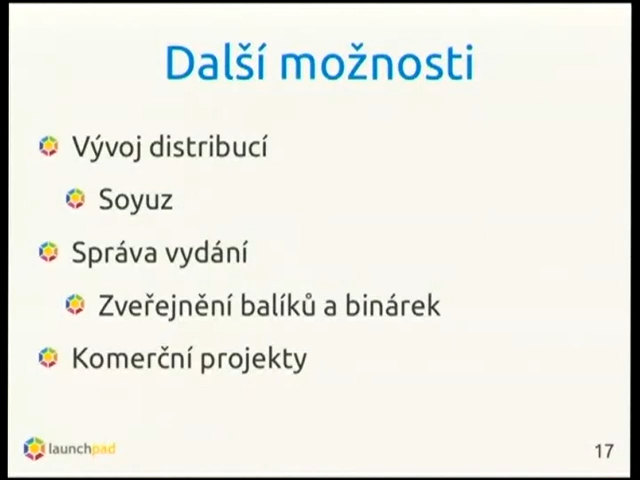 Další možnosti
Vývoj distribucí
Soyuz
Správa vydání
Zveřejnění balíků a binárek
Komerční projekty
launchpad
17